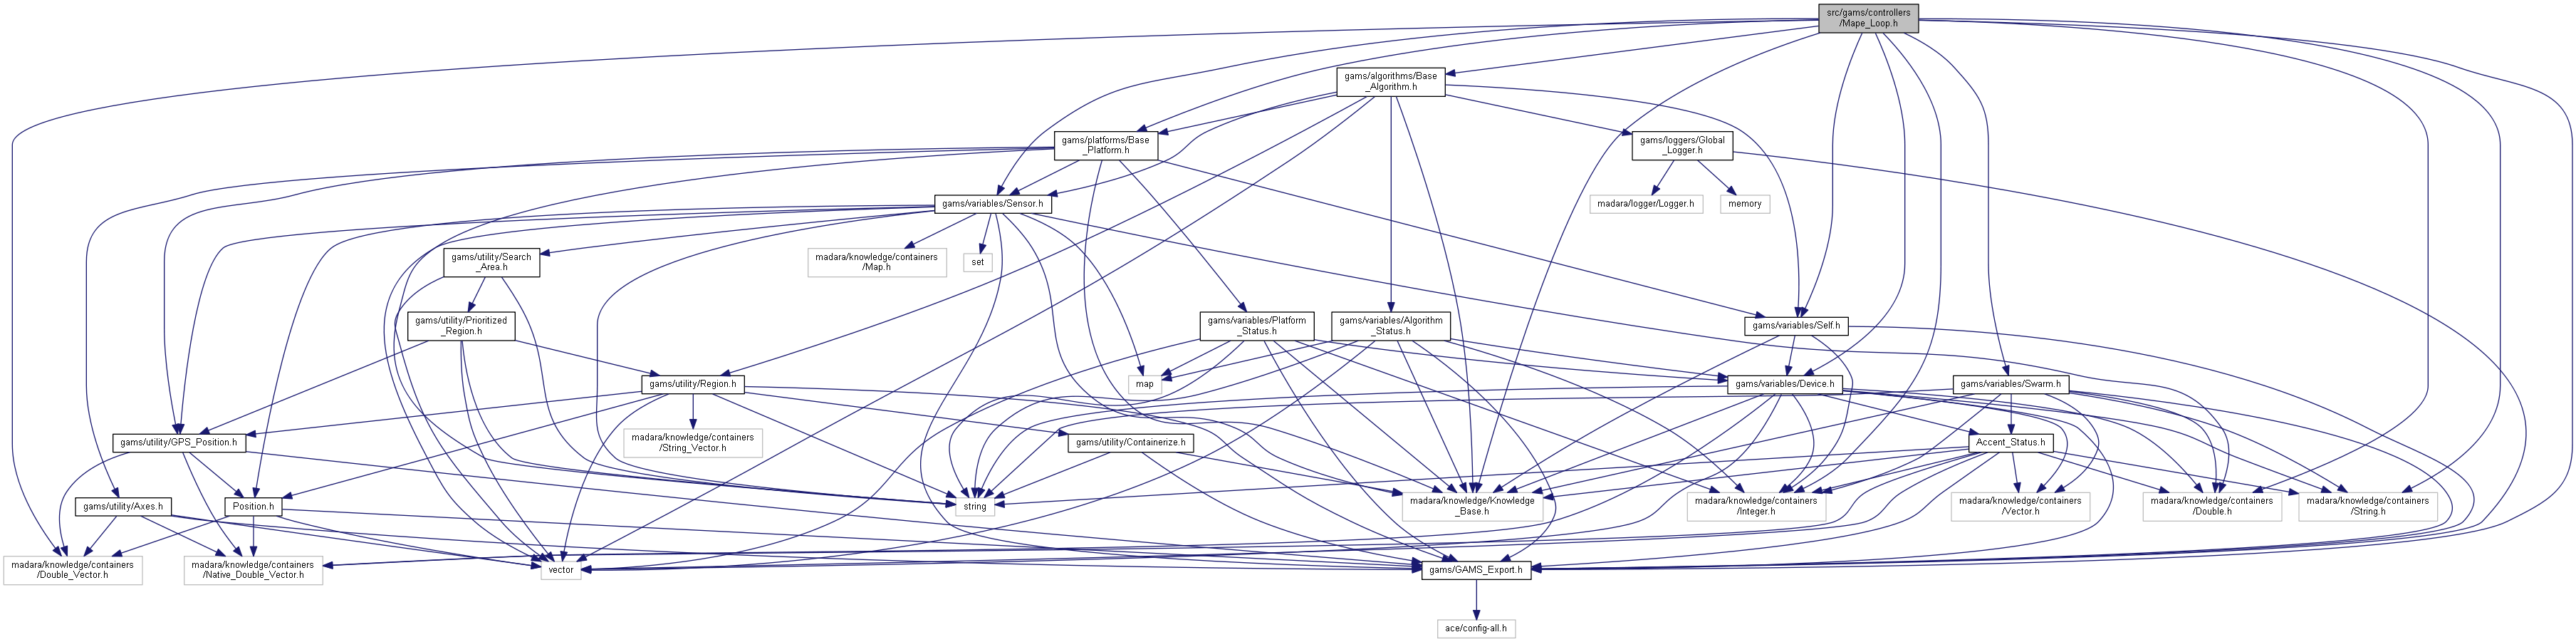 src/gams/controllers
/Mape_Loop.h
gams/algorithms/Base
_Algorithm.h
gams/platforms/Base
_Platform.h
gams/loggers/Global
_Logger.h
gams/variables/Sensor.h
madara/logger/Logger.h
memory
gams/utility/Search
_Area.h
madara/knowledge/containers
/Map.h
set
gams/utility/Prioritized
_Region.h
gams/variables/Platform
_Status.h
gams/variables/Algorithm
_Status.h
gams/variables/Self.h
gams/utility/Region.h
map
gams/variables/Device.h
gams/variables/Swarm.h
gams/utility/GPS_Position.h
madara/knowledge/containers
/String_Vector.h
gams/utility/Containerize.h
Accent_Status.h
gams/utility/Axes.h
Position.h
string
madara/knowledge/Knowledge
_Base.h
madara/knowledge/containers
/Integer.h
madara/knowledge/containers
/Vector.h
madara/knowledge/containers
/Double.h
madara/knowledge/containers
/String.h
madara/knowledge/containers
/Double_Vector.h
madara/knowledge/containers
/Native_Double_Vector.h
vector
gams/GAMS_Export.h
ace/config-all.h